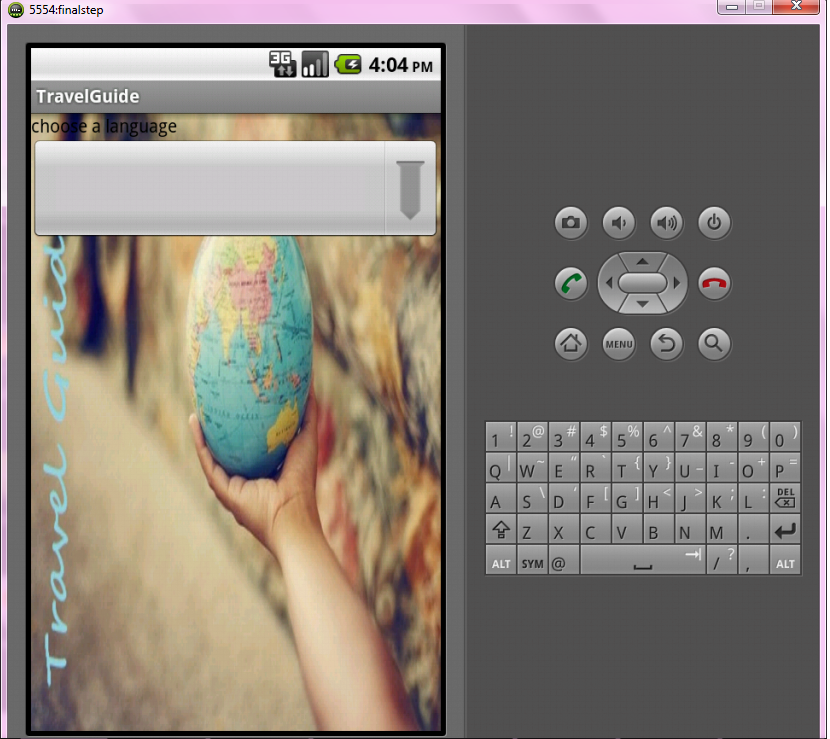 5554:finalstep
3G
4:04 PM
TravelGuide
choose a language
Travel Guid
MENU
1 ! 2 @ 3 # 4 $ 5 % 6 ^ 7 & 8 * 9 ( 0 )
Q | W ~ E " R ` T { Y } U _ I - O + P =
A S \ D ' F [ G ] H < J > K ; L : DEL
Z X C V B N M .
ALT SYM @ / ? , ALT